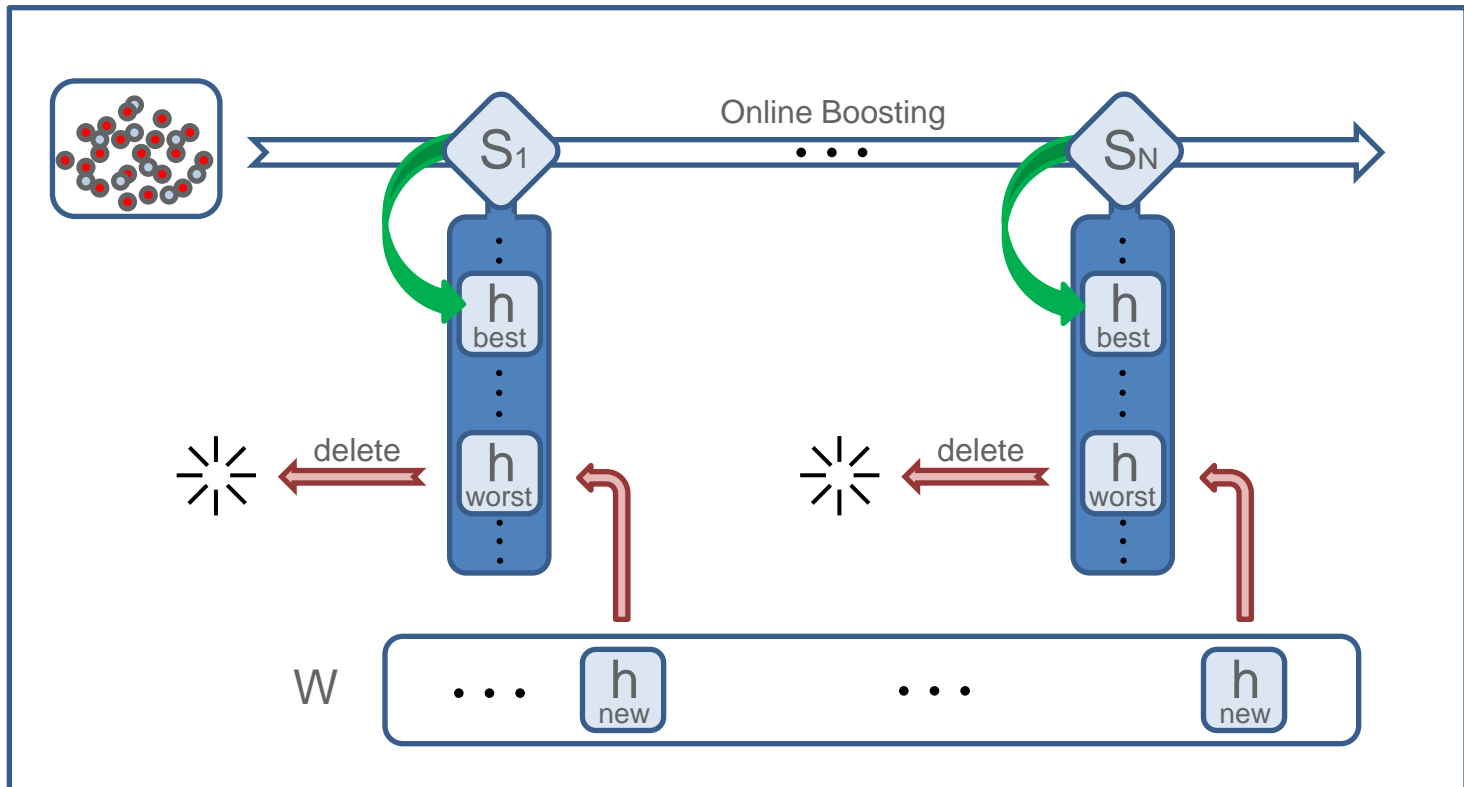 Online Boosting
S1
. . .
SN
h
best
h
best
delete
h
worst
delete
h
worst
W
. . .
h
new
. . .
h
new